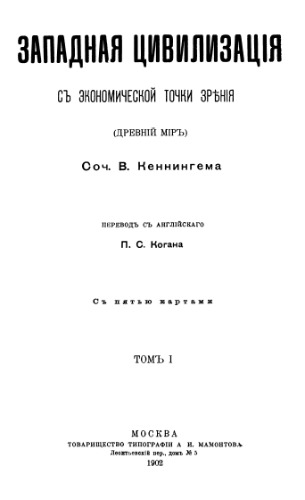 ЗАПАДНАЯ ЦИВИЛИЗАЦІЯ
СЪ ЭКОНОМИЧЕСКОЙ ТОЧКИ ЗРѢНІЯ
(ДРЕВНІЙ МІРЪ)
Соч. В. Кеннингема
ПЕРЕВОДЪ СЪ АНГЛІЙСКАГО
П. С. Когана
Съ пятью картами
ТОМЪ I
МОСКВА
ТОВАРИЩЕСТВО ТИПОГРАФІИ А. И. МАМОНТОВА
Леонтьевскій пер., домъ № 5
1902